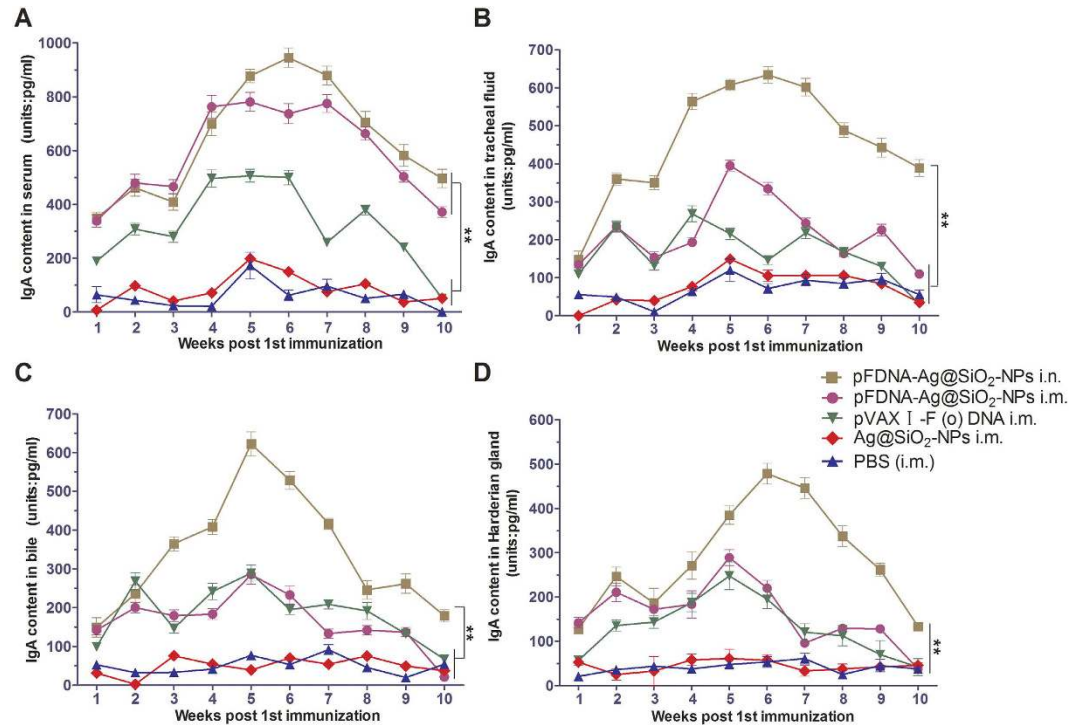 A
IgA content in serum (units:pg/ml)
1000
800
600
400
200
0
1 2 3 4 5 6 7 8 9 10
Weeks post 1st immunization
**
B
IgA content in tracheal fluid
(units:pg/ml)
700
600
500
400
300
200
100
0
1 2 3 4 5 6 7 8 9 10
Weeks post 1st immunization
**
C
IgA content in bile (units:pg/ml)
700
600
500
400
300
200
100
0
1 2 3 4 5 6 7 8 9 10
Weeks post 1st immunization
**
D
IgA content in Harderian gland
(units:pg/ml)
600
500
400
300
200
100
0
1 2 3 4 5 6 7 8 9 10
Weeks post 1st immunization
**
pFDNA-Ag@SiO₂-NPs i.n.
pFDNA-Ag@SiO₂-NPs i.m.
pVAX Ⅰ -F (o) DNA i.m.
Ag@SiO₂-NPs i.m.
PBS (i.m.)